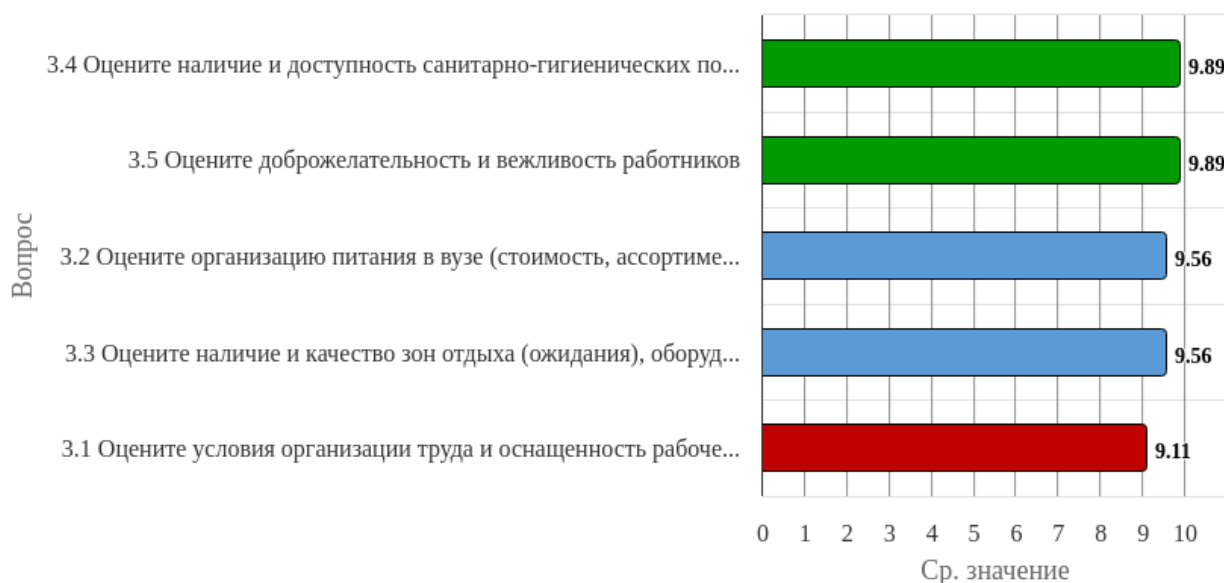 3.4 Оцените наличие и доступность санитарно-гигиенических по...
9.89
3.5 Оцените доброжелательность и вежливость работников
9.89
Вопрос
3.2 Оцените организацию питания в вузе (стоимость, ассортиме...
9.56
3.3 Оцените наличие и качество зон отдыха (ожидания), оборуд...
9.56
3.1 Оцените условия организации труда и оснащенность рабоче...
9.11
0 1 2 3 4 5 6 7 8 9 10
Ср. значение